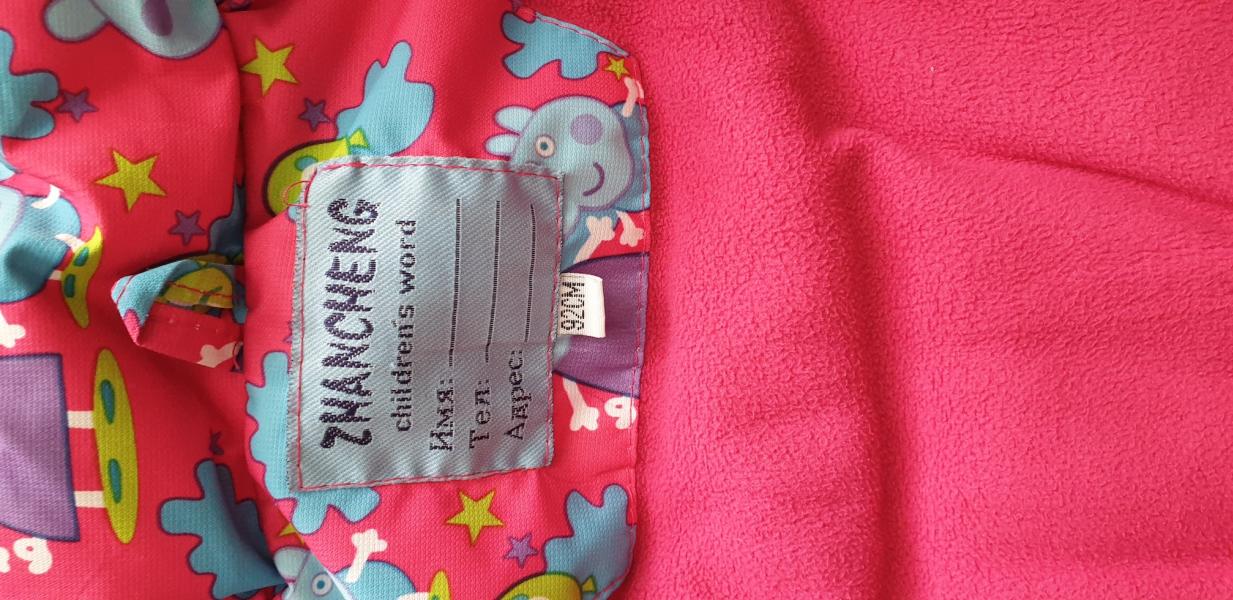 ZHANCHENG
children's word
Имя:
Тел:
Адрес:
92CM